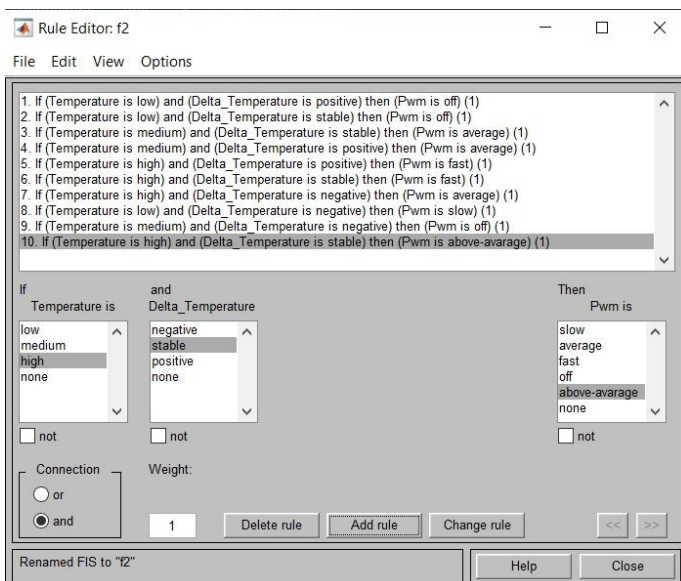 Rule Editor: f2
File Edit View Options
1. If (Temperature is low) and (Delta_Temperature is positive) then (Pwm is off) (1)
2. If (Temperature is low) and (Delta_Temperature is stable) then (Pwm is off) (1)
3. If (Temperature is medium) and (Delta_Temperature is stable) then (Pwm is average) (1)
4. If (Temperature is medium) and (Delta_Temperature is positive) then (Pwm is average) (1)
5. If (Temperature is high) and (Delta_Temperature is positive) then (Pwm is fast) (1)
6. If (Temperature is high) and (Delta_Temperature is stable) then (Pwm is fast) (1)
7. If (Temperature is high) and (Delta_Temperature is negative) then (Pwm is average) (1)
8. If (Temperature is low) and (Delta_Temperature is negative) then (Pwm is slow) (1)
9. If (Temperature is medium) and (Delta_Temperature is negative) then (Pwm is off) (1)
10. If (Temperature is high) and (Delta_Temperature is stable) then (Pwm is above-avarage) (1)
If
Temperature is
low
medium
high
none
not
and
Delta_Temperature
negative
stable
positive
none
not
Then
Pwm is
slow
average
fast
off
above-avarage
none
not
Connection
or
and
Weight:
1
Delete rule
Add rule
Change rule
<<
>>
Renamed FIS to "f2"
Help
Close